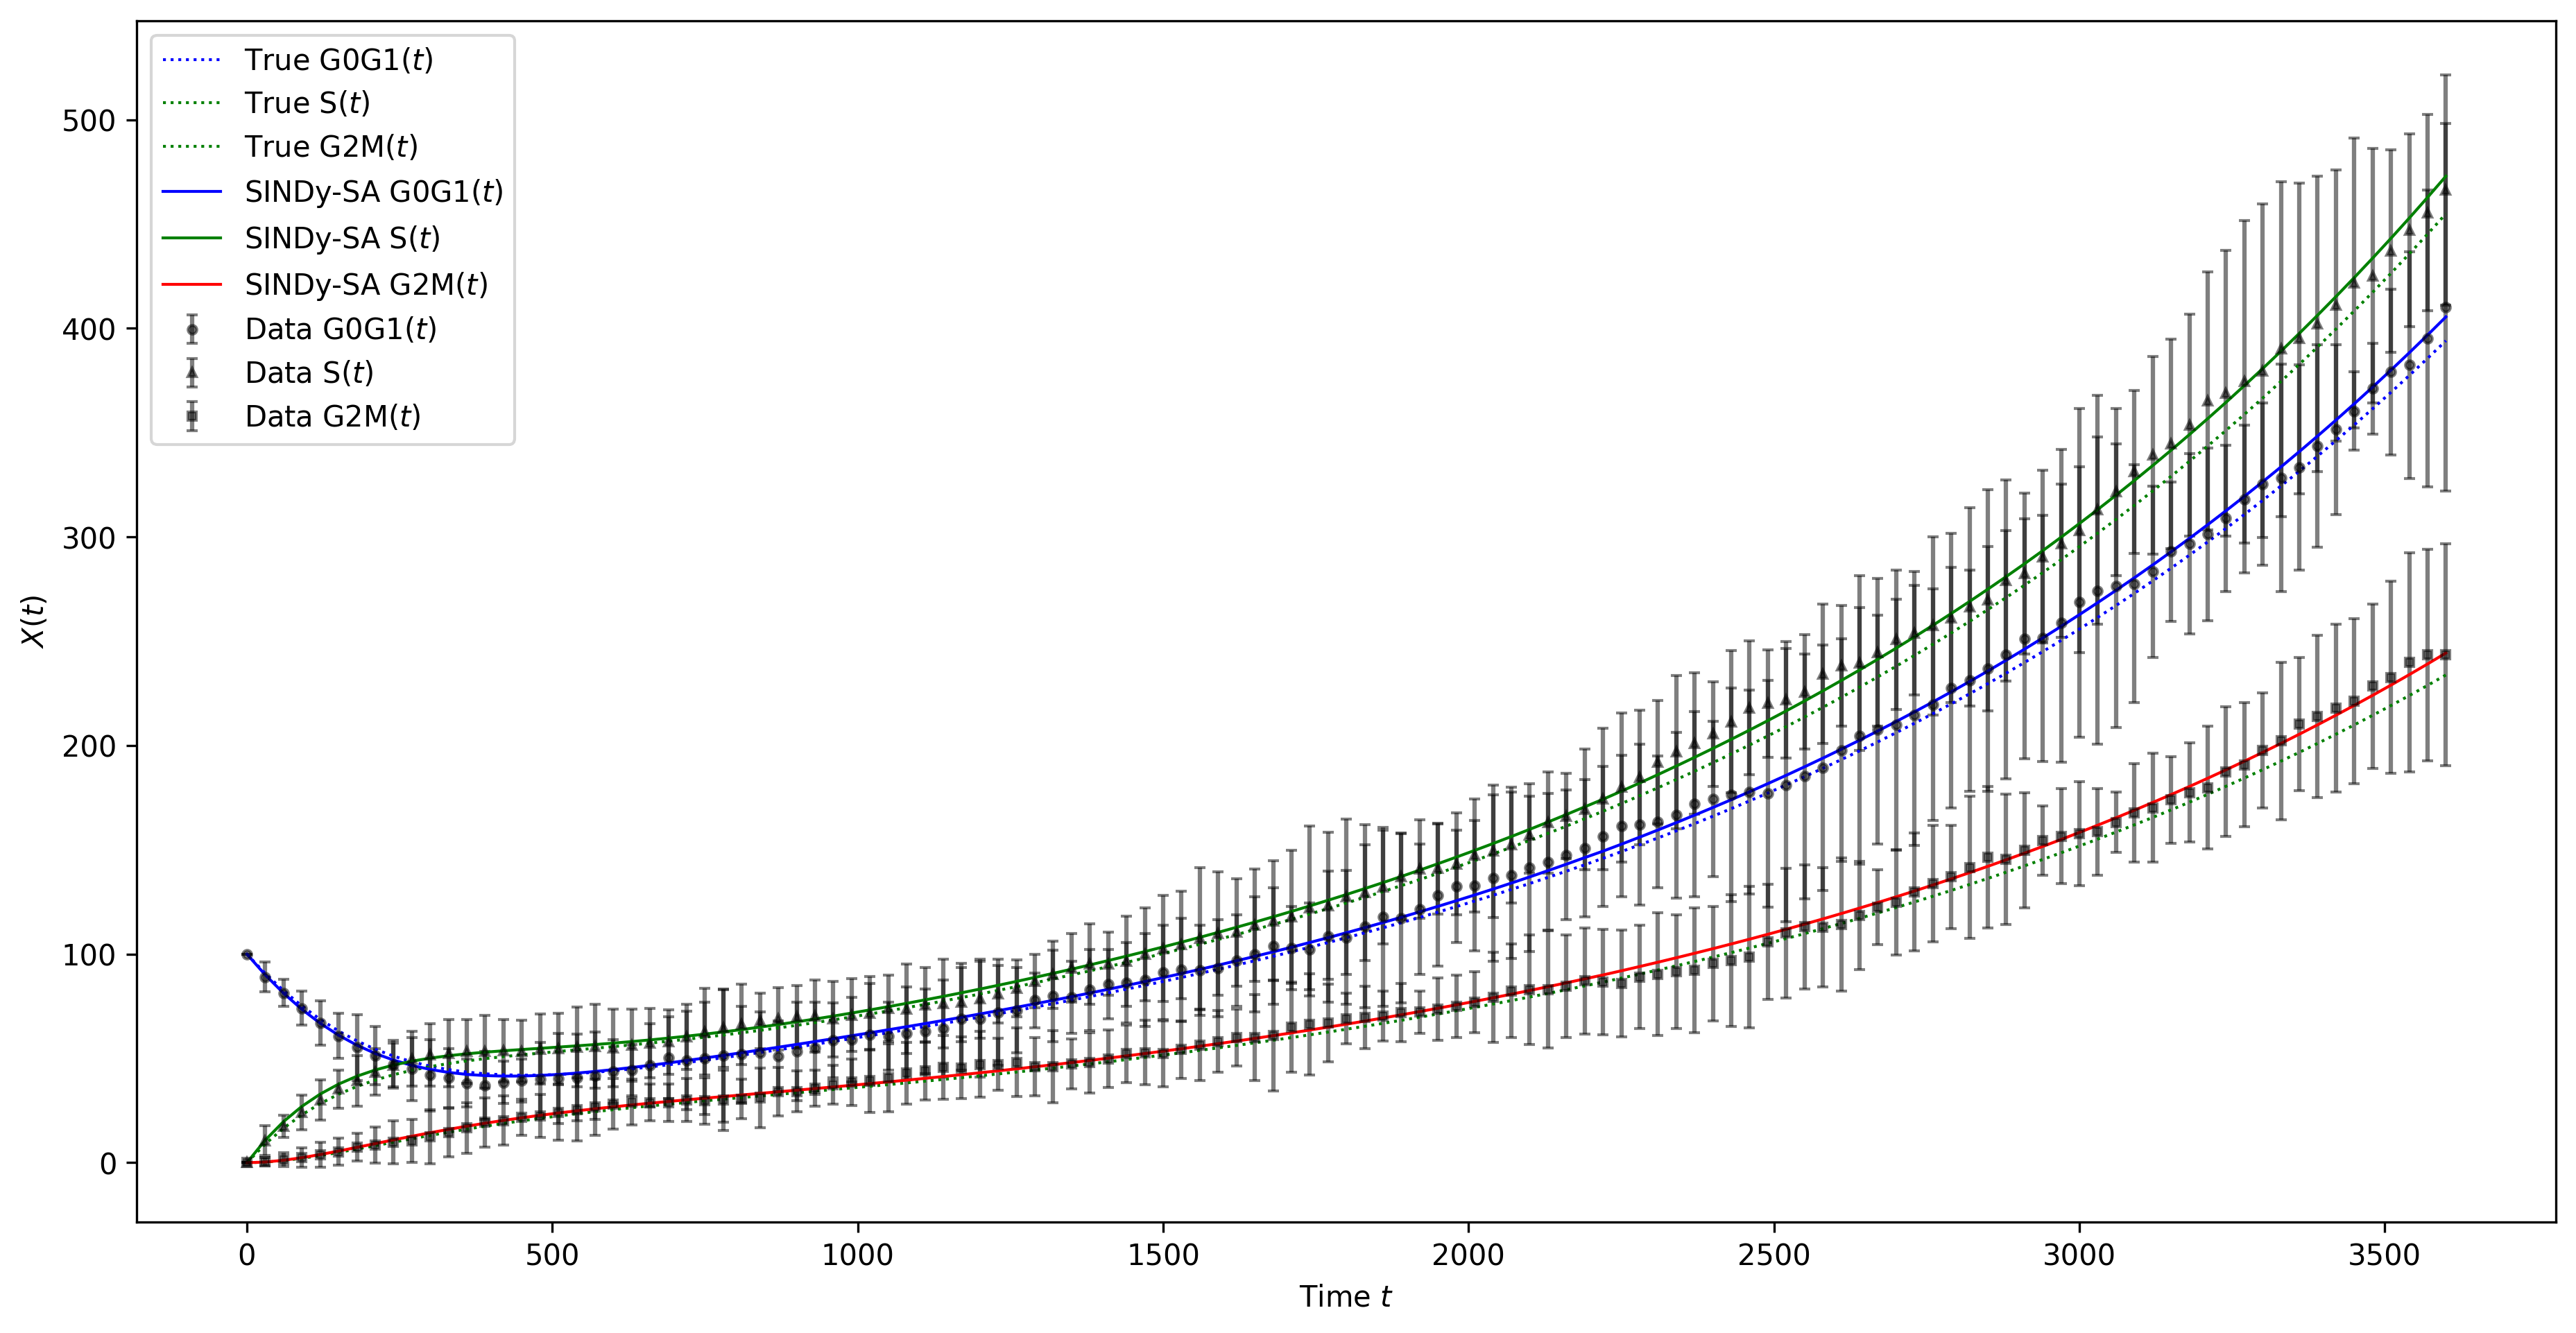 True G0G1(t)
True S(t)
True G2M(t)
SINDy-SA G0G1(t)
SINDy-SA S(t)
SINDy-SA G2M(t)
Data G0G1(t)
Data S(t)
Data G2M(t)
500
400
300
200
100
0
X(t)
0 500 1000 1500 2000 2500 3000 3500
Time t